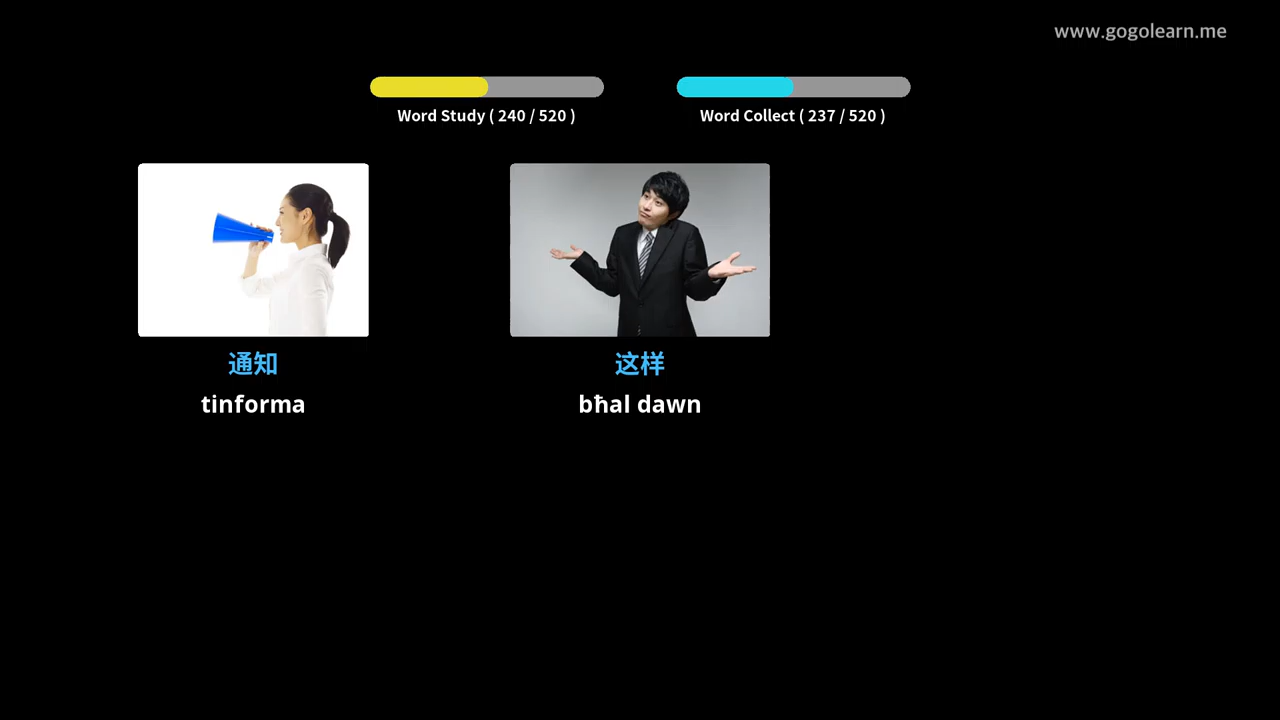 www.gogolearn.me
Word Study ( 240 / 520 )
Word Collect ( 237 / 520 )
通知
这样
tinforma
bħal dawn